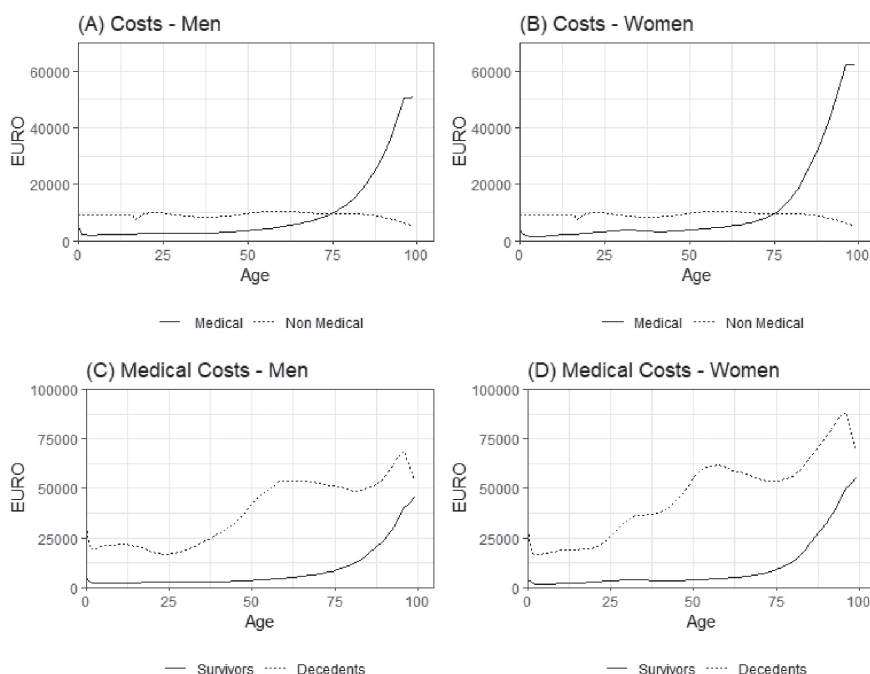 (A) Costs - Men
60000
40000
20000
0
EURO
0 25 50 75 100
Age
Medical Non Medical
(B) Costs - Women
60000
40000
20000
0
EURO
0 25 50 75 100
Age
Medical Non Medical
(C) Medical Costs - Men
100000
75000
50000
25000
0
EURO
0 25 50 75 100
Age
Survivors Decedents
(D) Medical Costs - Women
100000
75000
50000
25000
0
EURO
0 25 50 75 100
Age
Survivors Decedents